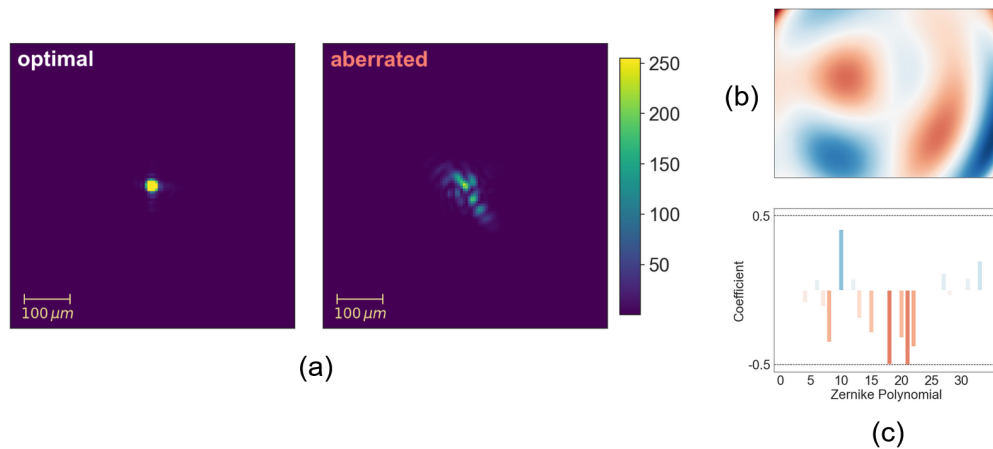 optimal
aberrated
100 μm
100 μm
250
200
150
100
50
(a)
(b)
0.5
-0.5
Coefficient
0 5 10 15 20 25 30
Zernike Polynomial
(c)